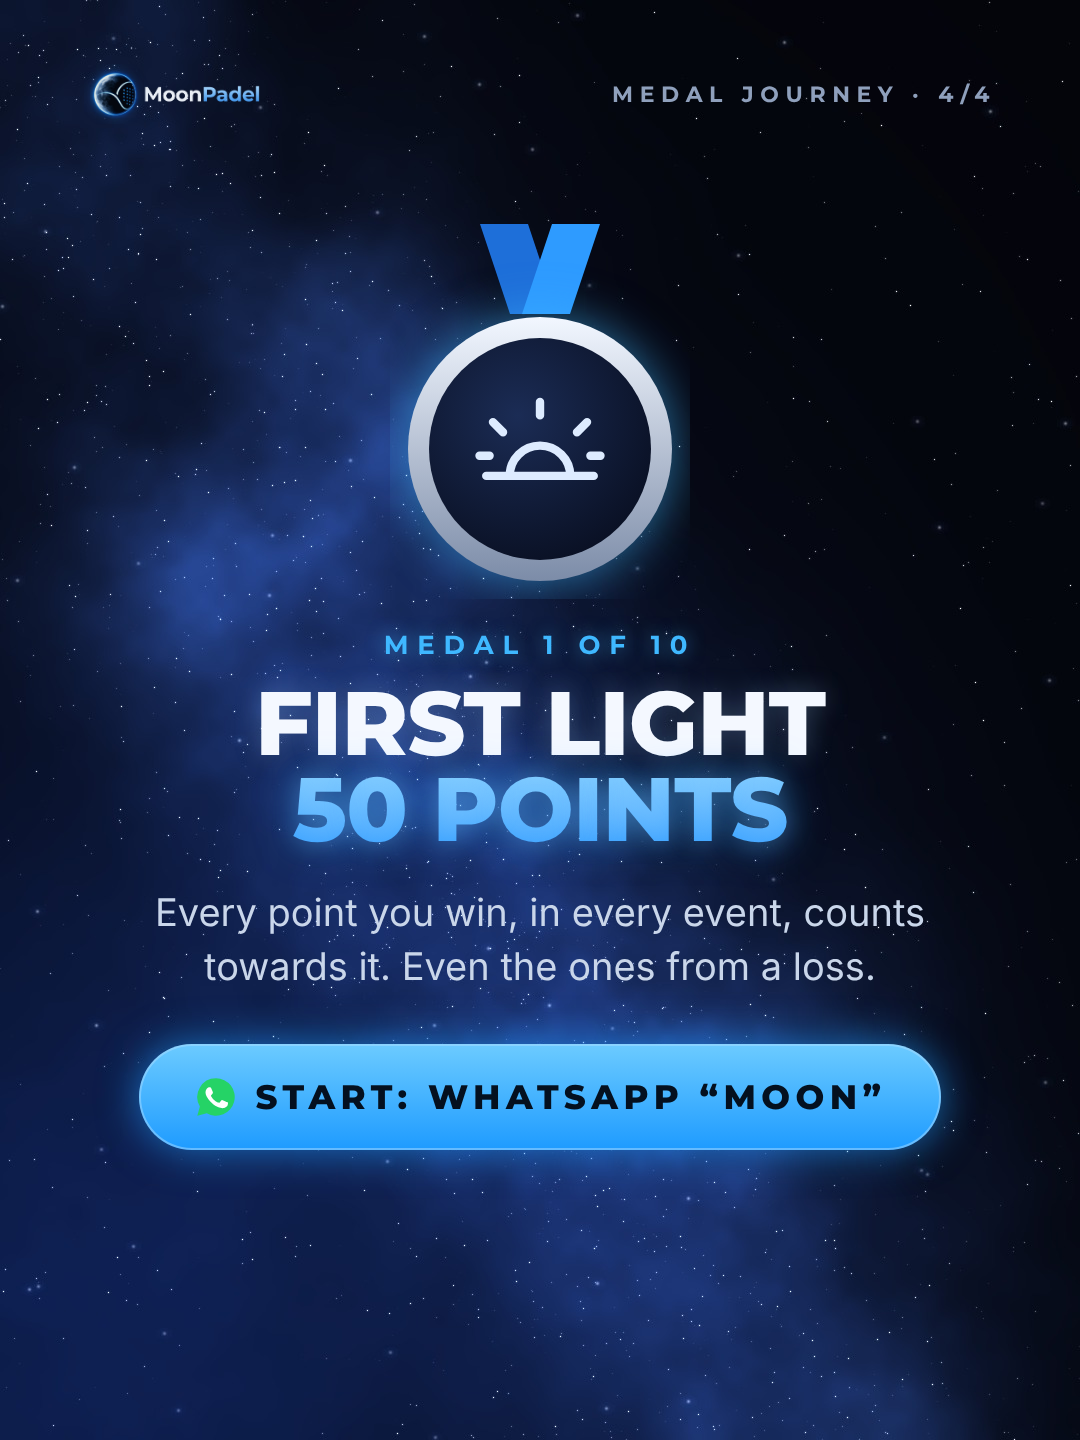 MoonPadel
MEDAL JOURNEY · 4/4
MEDAL 1 OF 10
FIRST LIGHT
50 POINTS
Every point you win, in every event, counts
towards it. Even the ones from a loss.
START: WHATSAPP “MOON”